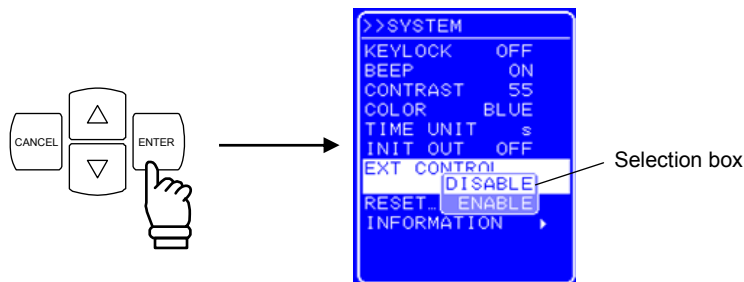 CANCEL
ENTER
>>SYSTEM
KEYLOCK OFF
BEEP ON
CONTRAST 55
COLOR BLUE
TIME UNIT s
INIT OUT OFF
EXT CONTROL
DISABLE
RESET… ENABLE
INFORMATION
Selection box